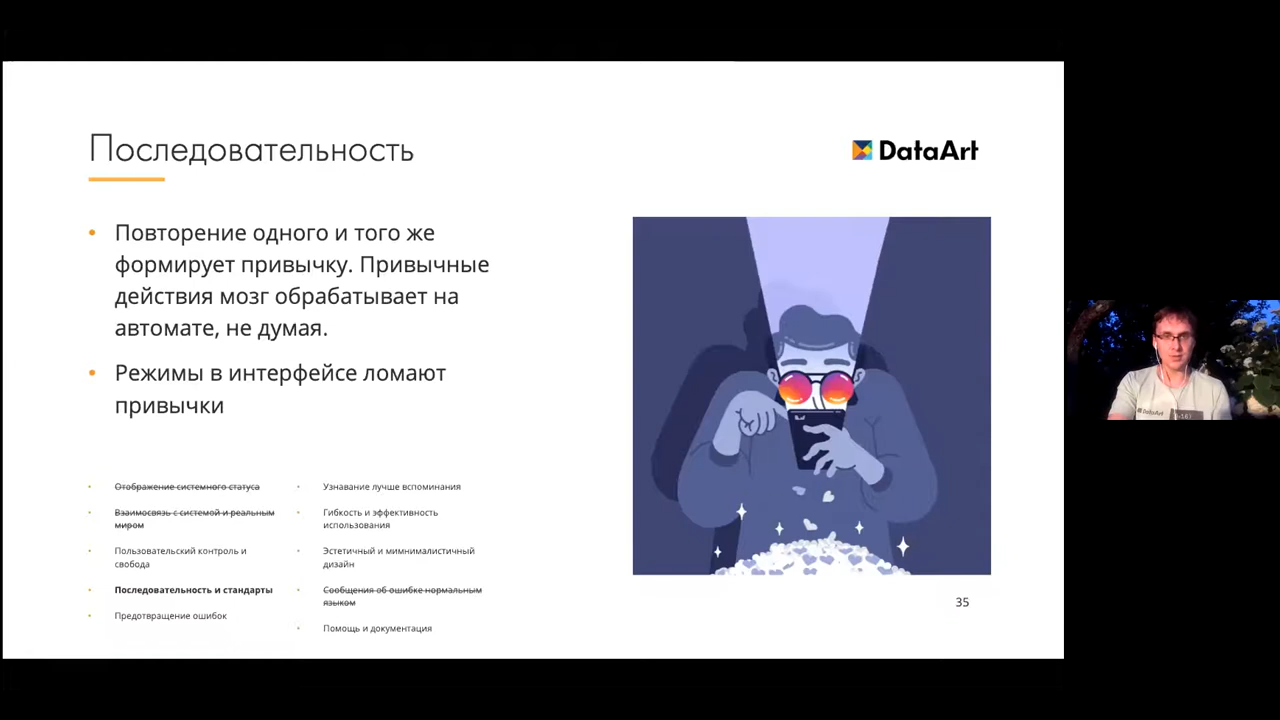 Последовательность
DataArt
Повторение одного и того же
формирует привычку. Привычные
действия мозг обрабатывает на
автомате, не думая.
Режимы в интерфейсе ломают
привычки
Отображение системного статуса
Взаимосвязь с системой и реальным
миром
Пользовательский контроль и
свобода
Последовательность и стандарты
Предотвращение ошибок
Узнавание лучше вспоминания
Гибкость и эффективность
использования
Эстетичный и мимнималистичный
дизайн
Сообщения об ошибке нормальным
языком
Помощь и документация
35
DataArt